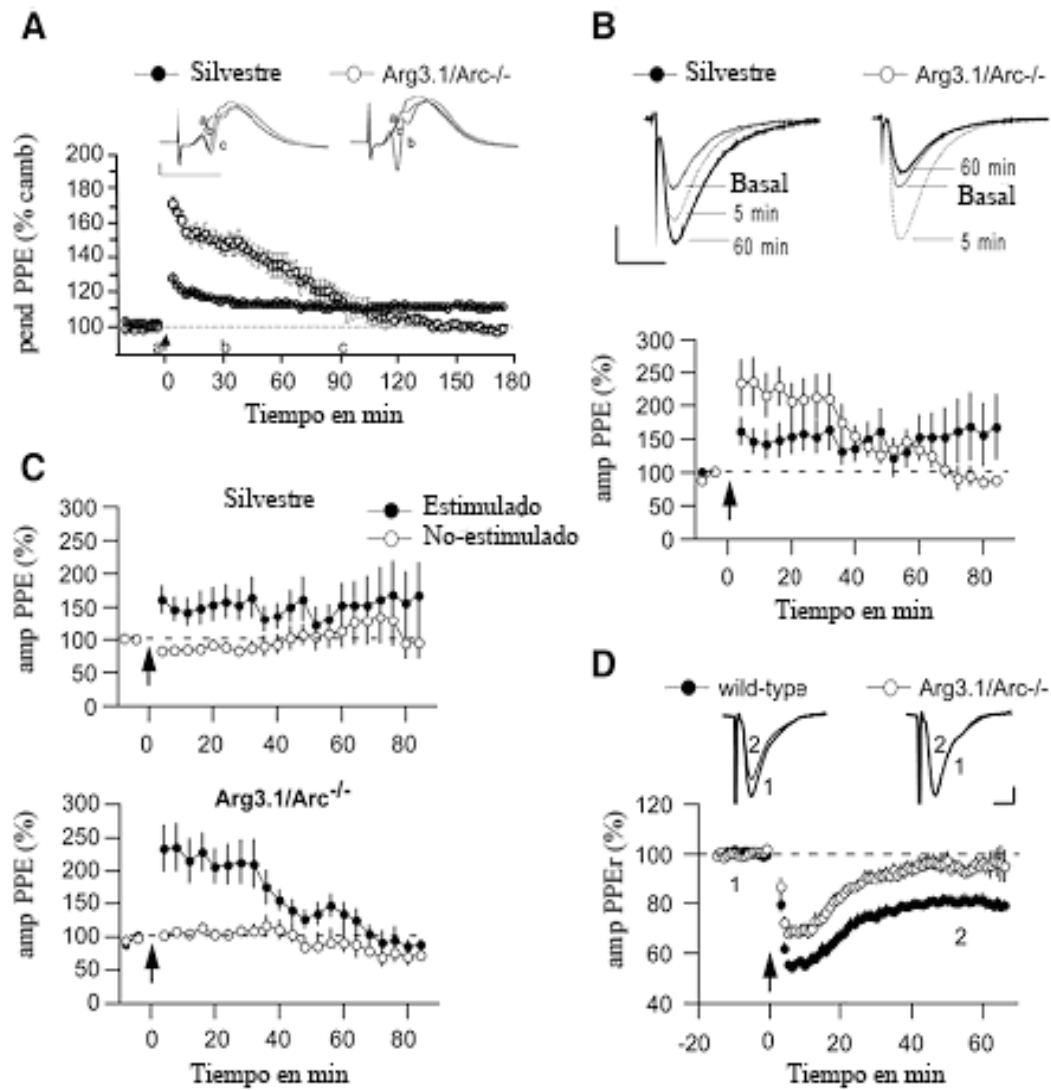 A
Silvestre
Arg3.1/Arc-/-
a
c
c
a
c
b
pend PPE (% camb)
200
180
160
140
120
100
a
b
c
0
30
60
90
120
150
180
Tiempo en min
B
Silvestre
Arg3.1/Arc-/-
Basal
5 min
60 min
60 min
Basal
5 min
amp PPE (%)
300
250
200
150
100
50
0
0
20
40
60
80
Tiempo en min
C
Silvestre
Estimulado
No-estimulado
amp PPE (%)
300
250
200
150
100
50
0
0
20
40
60
80
Arg3.1/Arc-/-
amp PPE (%)
300
250
200
150
100
50
0
0
20
40
60
80
Tiempo en min
D
wild-type
Arg3.1/Arc-/-
2
1
2
1
amp PPEr (%)
120
100
80
60
40
1
2
-20
0
20
40
60
Tiempo en min